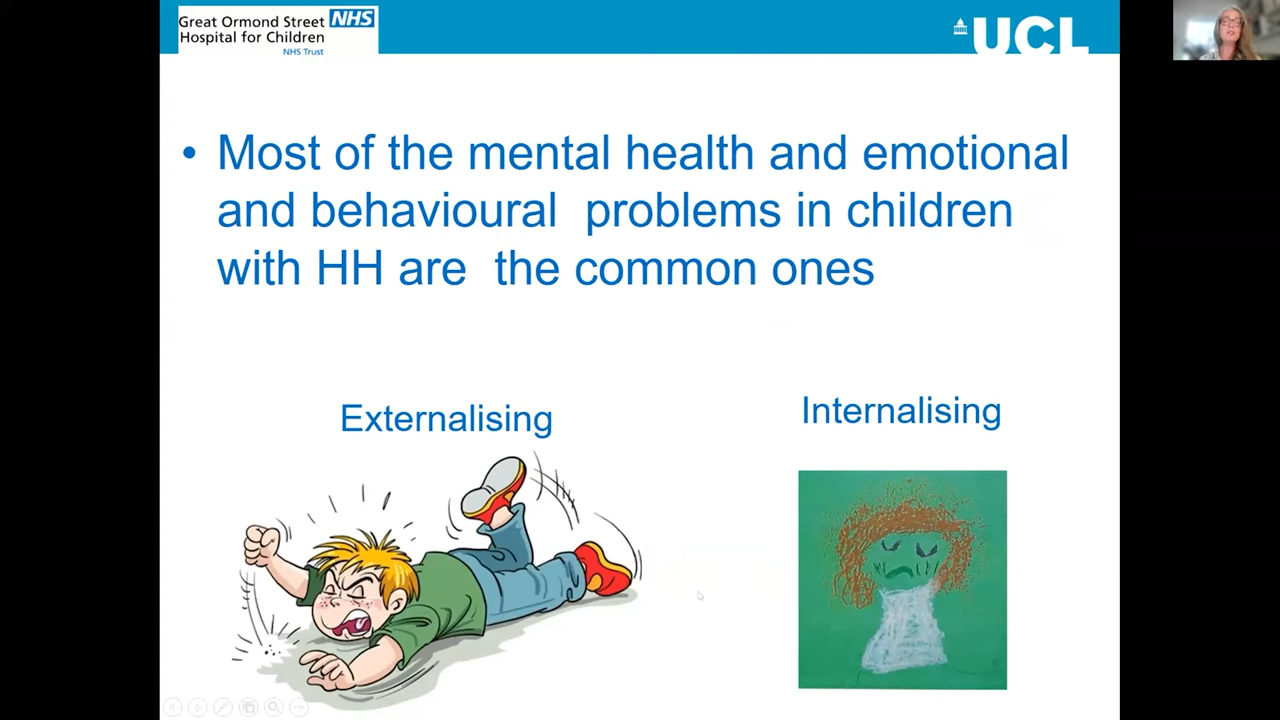 Great Ormond Street NHS
Hospital for Children
NHS Trust
UCL
• Most of the mental health and emotional
and behavioural problems in children
with HH are the common ones
Externalising
Internalising